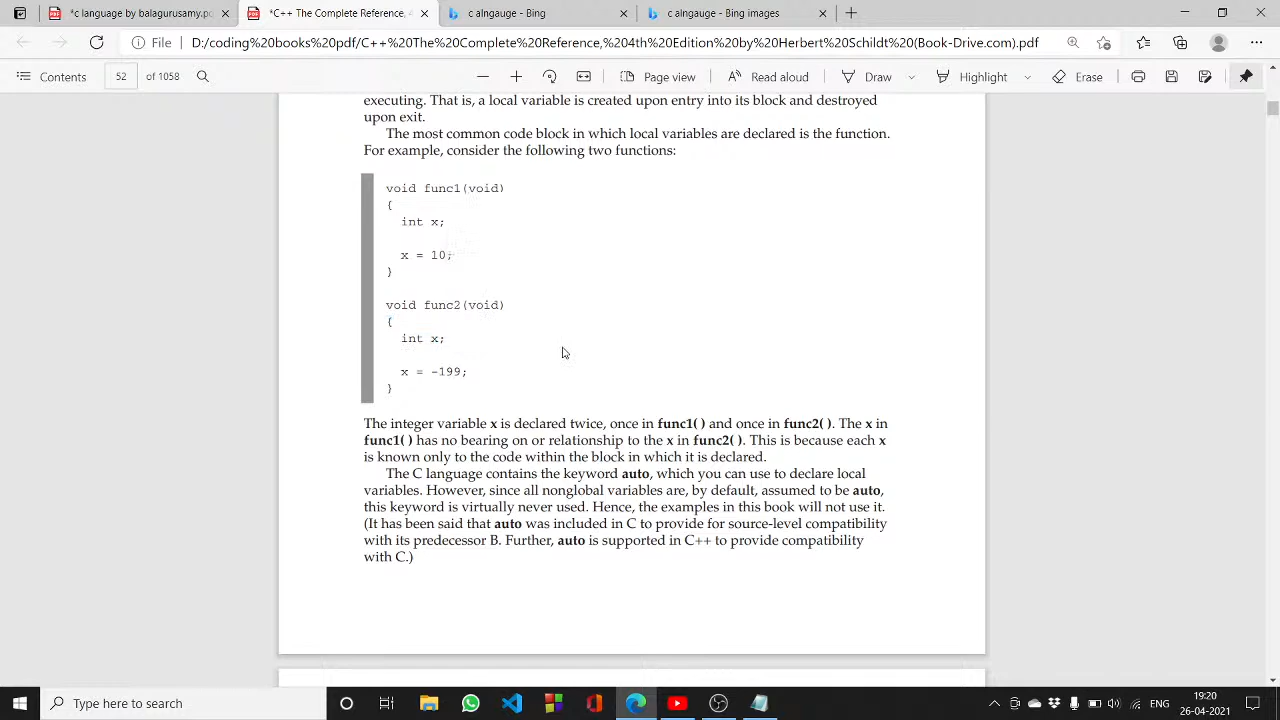 *c language by balagurusamy.pd
*C++ The Complete Reference, 4
c alngauge - Bing
c alngauge - Bing images
File
D:/coding%20books%20pdf/C++%20The%20Complete%20Reference,%204th%20Edition%20by%20Herbert%20Schildt%20(Book-Drive.com).pdf
Contents
52
of 1058
Page view
Read aloud
Draw
Highlight
Erase
executing. That is, a local variable is created upon entry into its block and destroyed
upon exit.
The most common code block in which local variables are declared is the function.
For example, consider the following two functions:
void func1(void)
{
int x;
x = 10;
}
void func2(void)
{
int x;
x = -199;
}
The integer variable x is declared twice, once in func1( ) and once in func2( ). The x in
func1( ) has no bearing on or relationship to the x in func2( ). This is because each x
is known only to the code within the block in which it is declared.
The C language contains the keyword auto, which you can use to declare local
variables. However, since all nonglobal variables are, by default, assumed to be auto,
this keyword is virtually never used. Hence, the examples in this book will not use it.
(It has been said that auto was included in C to provide for source-level compatibility
with its predecessor B. Further, auto is supported in C++ to provide compatibility
with C.)
Type here to search
ENG
19:20
26-04-2021